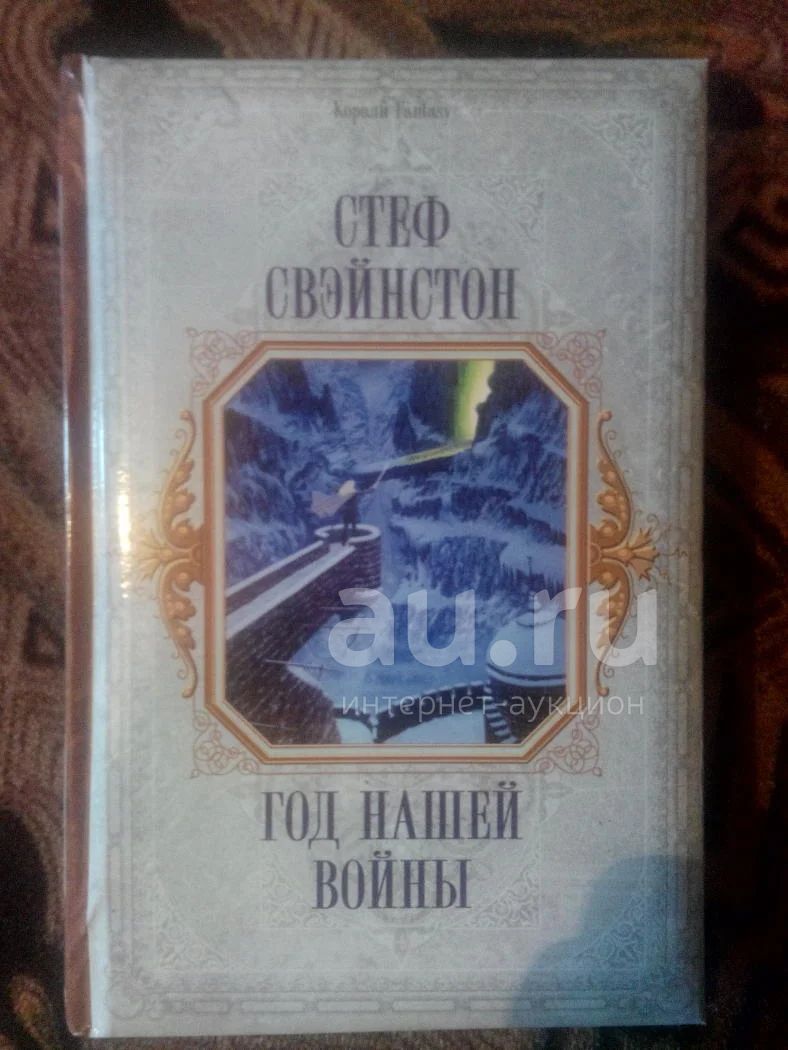 Короли Fantasy
СТЕФ
СВЭЙНСТОН
au.ru
интернет-аукцион
ГОД НАШЕЙ
ВОЙНЫ